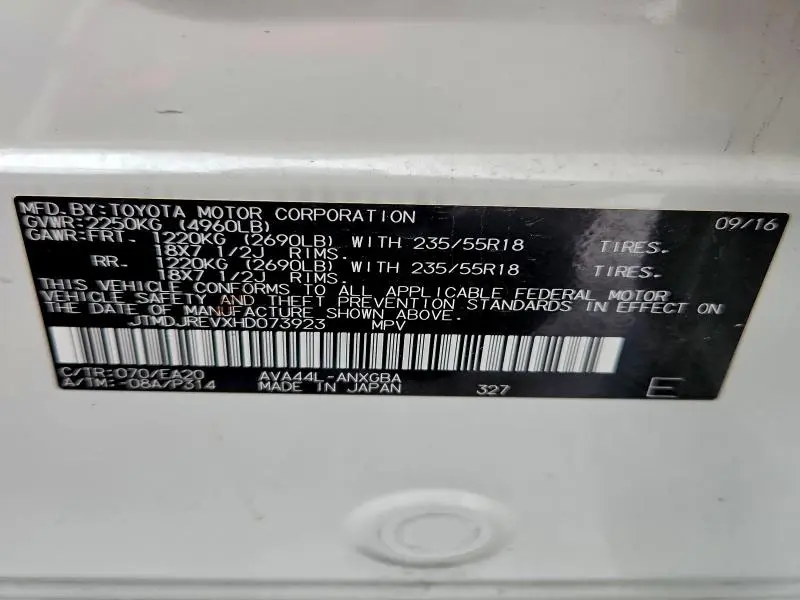 MFD.BY:TOYOTA MOTOR CORPORATION 09/16
GVWR:2250KG (4960LB)
GAWR:FRT. 1220KG (2690LB) WITH 235/55R18 TIRES.
18X7 1/2J RIMS.
RR. 1220KG (2690LB) WITH 235/55R18 TIRES.
18X7 1/2J RIMS.
THIS VEHICLE CONFORMS TO ALL APPLICABLE FEDERAL MOTOR
VEHICLE SAFETY AND THEFT PREVENTION STANDARDS IN EFFECT ON
THE DATE OF MANUFACTURE SHOWN ABOVE.
JTMDJREVXHD073923 MPV
C/TR:070/EA20 AVA44L-ANXGBA
A/TM:-08A/P314 MADE IN JAPAN 327 E